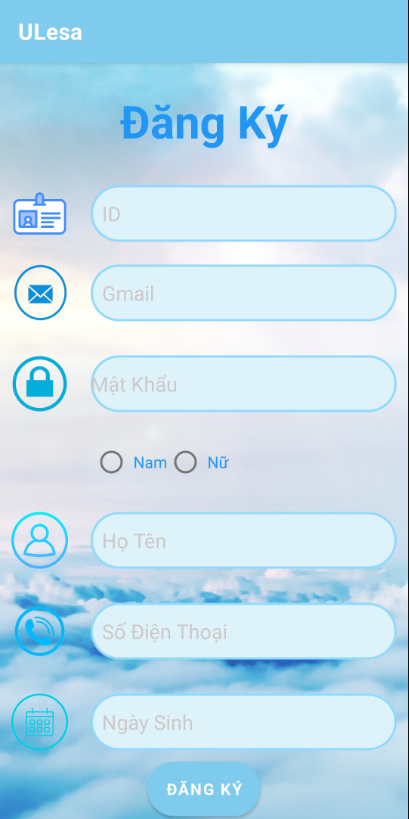 ULesa
Đăng Ký
ID
Gmail
Mật Khẩu
Nam Nữ
Họ Tên
Số Điện Thoại
Ngày Sinh
ĐĂNG KÝ